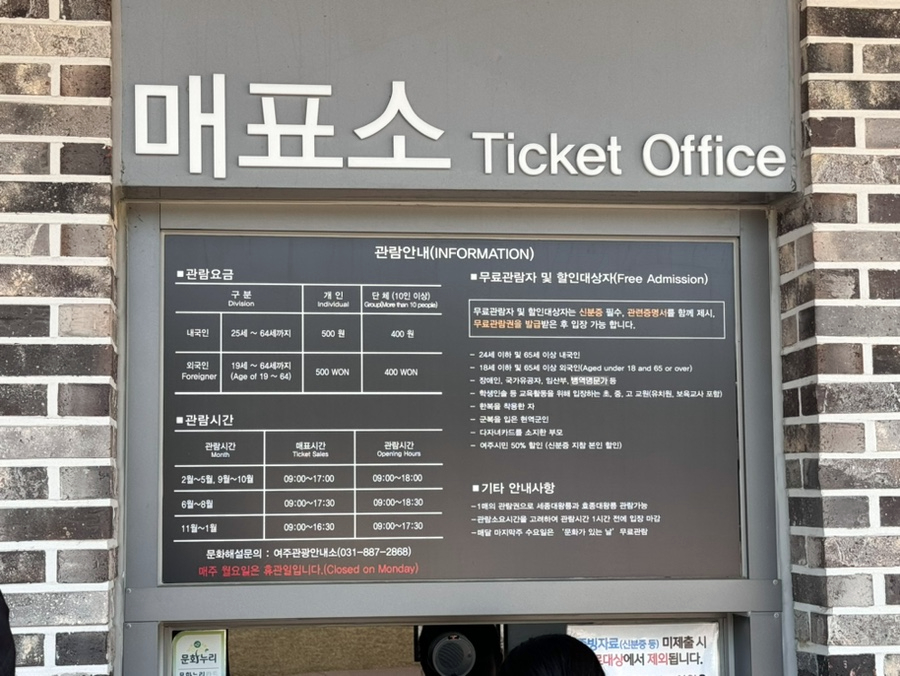 매표소 Ticket Office
관람안내(INFORMATION)
■관람요금
구 분 개 인 단 체 (10인 이상)
Division Individual Group(More than 10 people)
내국인 25세 ~ 64세까지 500 원 400 원
외국인 19세 ~ 64세까지 500 WON 400 WON
Foreigner (Age of 19 ~ 64)
■관람시간
관람시간 매표시간 관람시간
Month Ticket Sales Opening Hours
2월~5월, 9월~10월 09:00~17:00 09:00~18:00
6월~8월 09:00~17:30 09:00~18:30
11월~1월 09:00~16:30 09:00~17:30
문화해설문의 : 여주관광안내소(031-887-2868)
매주 월요일은 휴관일입니다.(Closed on Monday)
■무료관람자 및 할인대상자(Free Admission)
무료관람자 및 할인대상자는 신분증 필수, 관련증명서를 함께 제시,
무료관람권을 발급받은 후 입장 가능 합니다.
- 24세 이하 및 65세 이상 내국인
- 18세 이하 및 65세 이상 외국인(Aged under 18 and 65 or over)
- 장애인, 국가유공자, 임산부, 병역명문가 등
- 학생인솔 등 교육활동을 위해 입장하는 초, 중, 고 교원(유치원, 보육교사 포함)
- 한복을 착용한 자
- 군복을 입은 현역군인
- 다자녀카드를 소지한 부모
- 여주시민 50% 할인 (신분증 지참 본인 할인)
■기타 안내사항
-1매의 관람권으로 세종대왕릉과 효종대왕릉 관람가능
-관람소요시간을 고려하여 관람시간 1시간 전에 입장 마감
-매달 마지막주 수요일은 ‘문화가 있는 날’ 무료관람
문화누리
빙자료(신분증 등) 미제출 시
대상에서 제외됩니다.